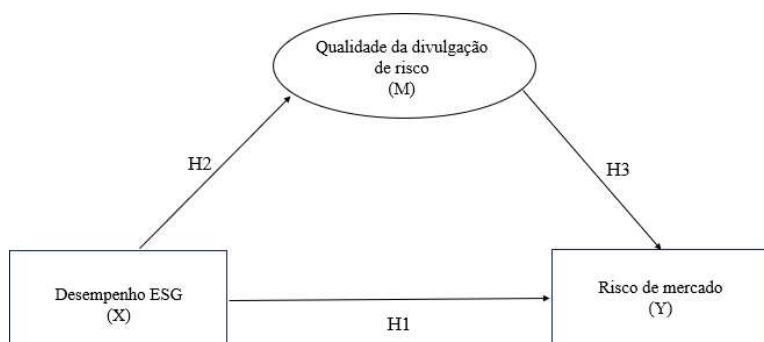 Qualidade da divulgação
de risco
(M)
H2
H3
Desempenho ESG
(X)
Risco de mercado
(Y)
H1